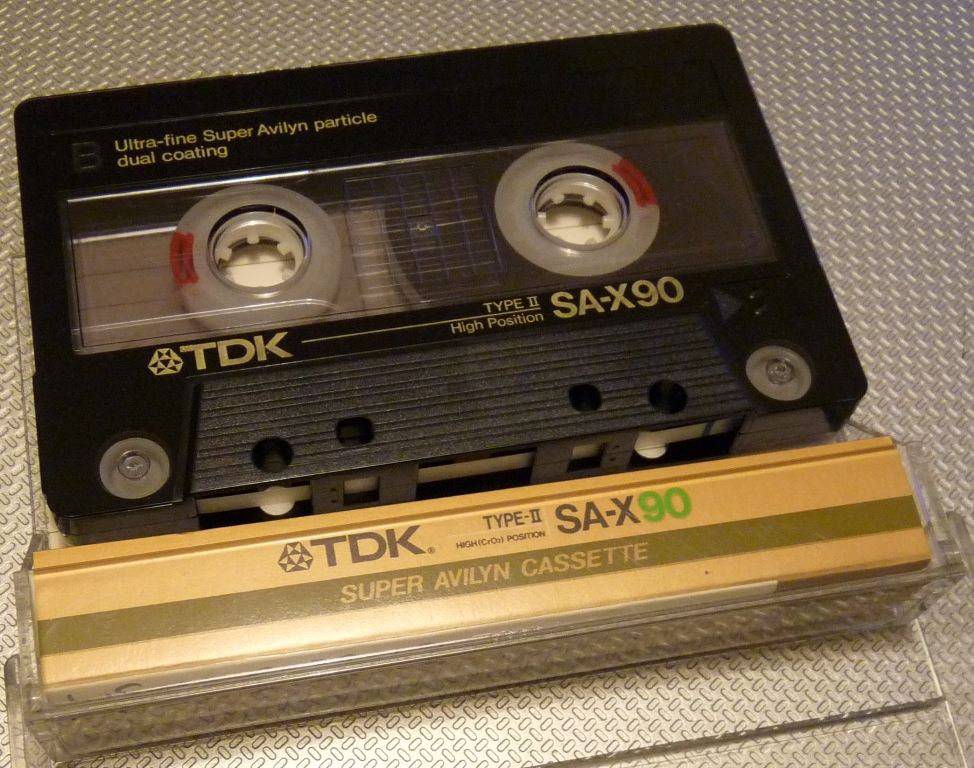 B
Ultra-fine Super Avilyn particle
dual coating
TDK
TYPE II
High Position
SA-X90
TDK®
TYPE-II
HIGH(CrO₂) POSITION
SA-X90
SUPER AVILYN CASSETTE